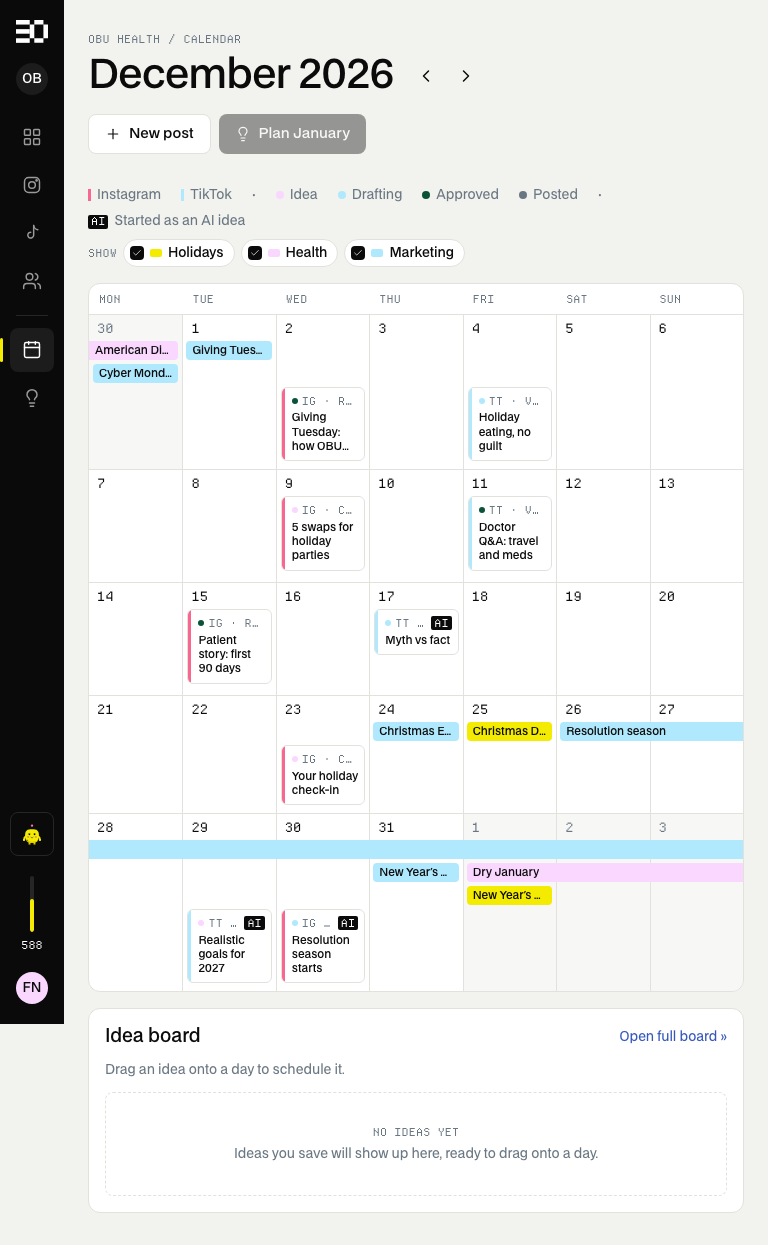 OBU HEALTH / CALENDAR
December 2026
OB
New post
Plan January
Instagram TikTok · Idea Drafting Approved Posted ·
AI Started as an AI idea
SHOW Holidays Health Marketing
MON TUE WED THU FRI SAT SUN
30 1 2 3 4 5 6
American Di… Giving Tues…
Cyber Mond…
IG · R…
Giving
Tuesday:
how OBU…
TT · V…
Holiday
eating, no
guilt
7 8 9 10 11 12 13
IG · C…
5 swaps for
holiday
parties
TT · V…
Doctor
Q&A: travel
and meds
14 15 16 17 18 19 20
IG · R…
Patient
story: first
90 days
TT … AI
Myth vs fact
21 22 23 24 25 26 27
Christmas E… Christmas D… Resolution season
IG · C…
Your holiday
check-in
28 29 30 31 1 2 3
New Year's … Dry January
New Year's …
TT … AI
Realistic
goals for
2027
IG … AI
Resolution
season
starts
588
FN
Idea board
Open full board »
Drag an idea onto a day to schedule it.
NO IDEAS YET
Ideas you save will show up here, ready to drag onto a day.